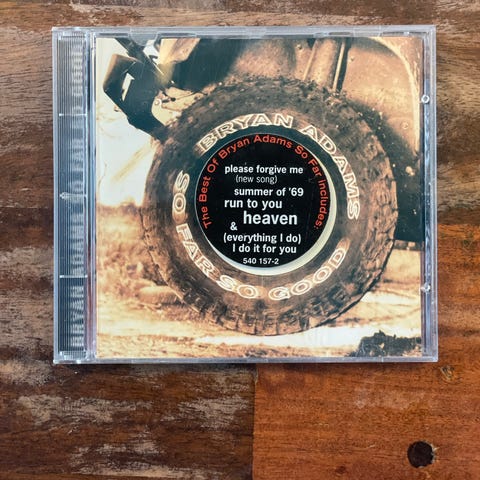 BRYAN ADAMS
SO FAR SO GOOD
The Best Of Bryan Adams So Far includes:
please forgive me
(new song)
summer of '69
run to you
heaven
&
(everything I do)
I do it for you
540 157-2
BRYAN ADAMS SO FAR SO GOOD